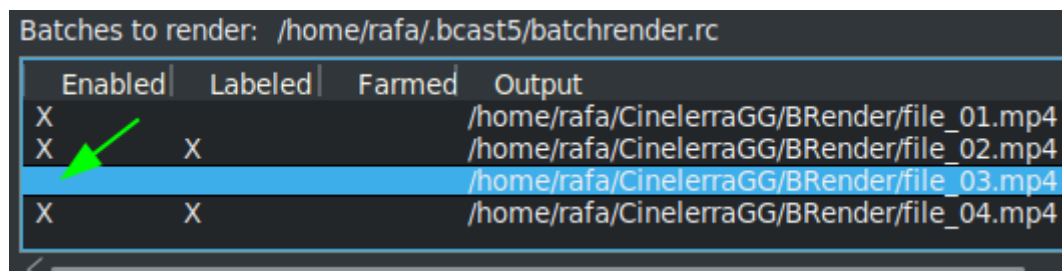 Batches to render: /home/rafa/.bcast5/batchrender.rc
Enabled Labeled Farmed Output
X /home/rafa/CinelerraGG/BRender/file_01.mp4
X X /home/rafa/CinelerraGG/BRender/file_02.mp4
/home/rafa/CinelerraGG/BRender/file_03.mp4
X X /home/rafa/CinelerraGG/BRender/file_04.mp4